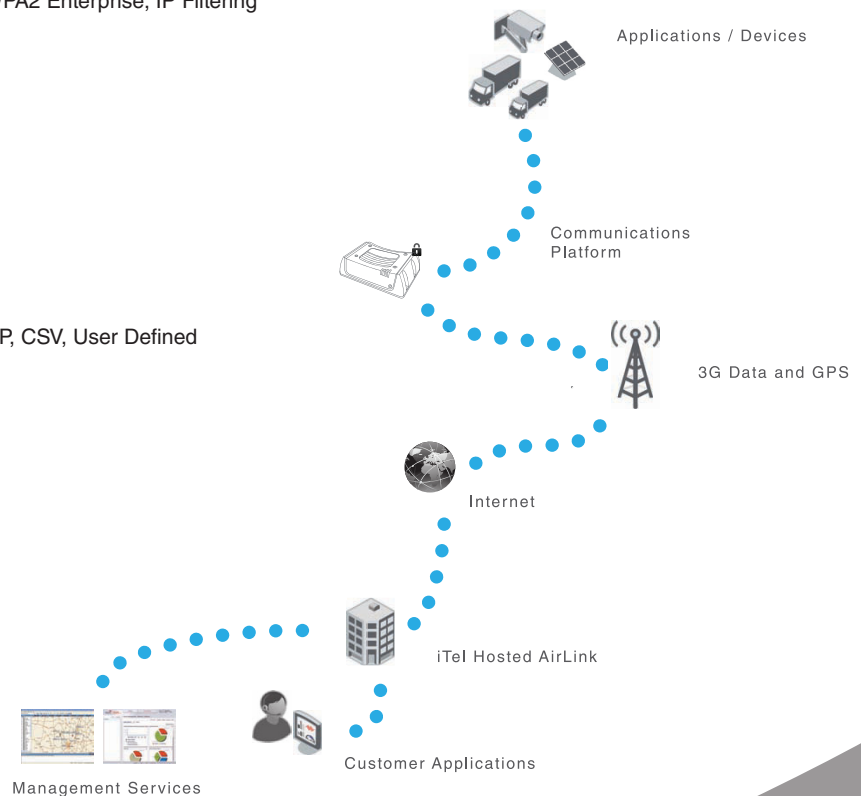 PA2 Enterprise, IP Filtering
Applications / Devices
Communications
Platform
P, CSV, User Defined
3G Data and GPS
Internet
iTel Hosted AirLink
Customer Applications
Management Services